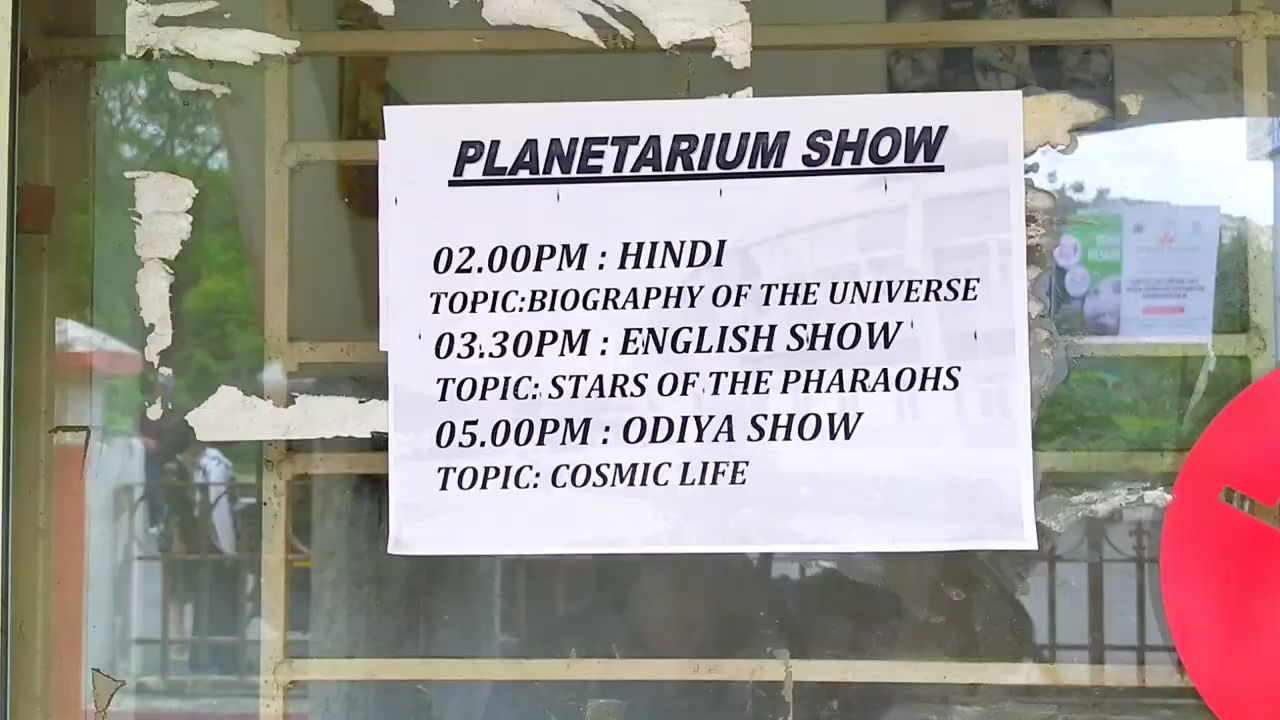 PLANETARIUM SHOW
02.00PM : HINDI
TOPIC:BIOGRAPHY OF THE UNIVERSE
03.30PM : ENGLISH SHOW
TOPIC: STARS OF THE PHARAOHS
05.00PM : ODIYA SHOW
TOPIC: COSMIC LIFE